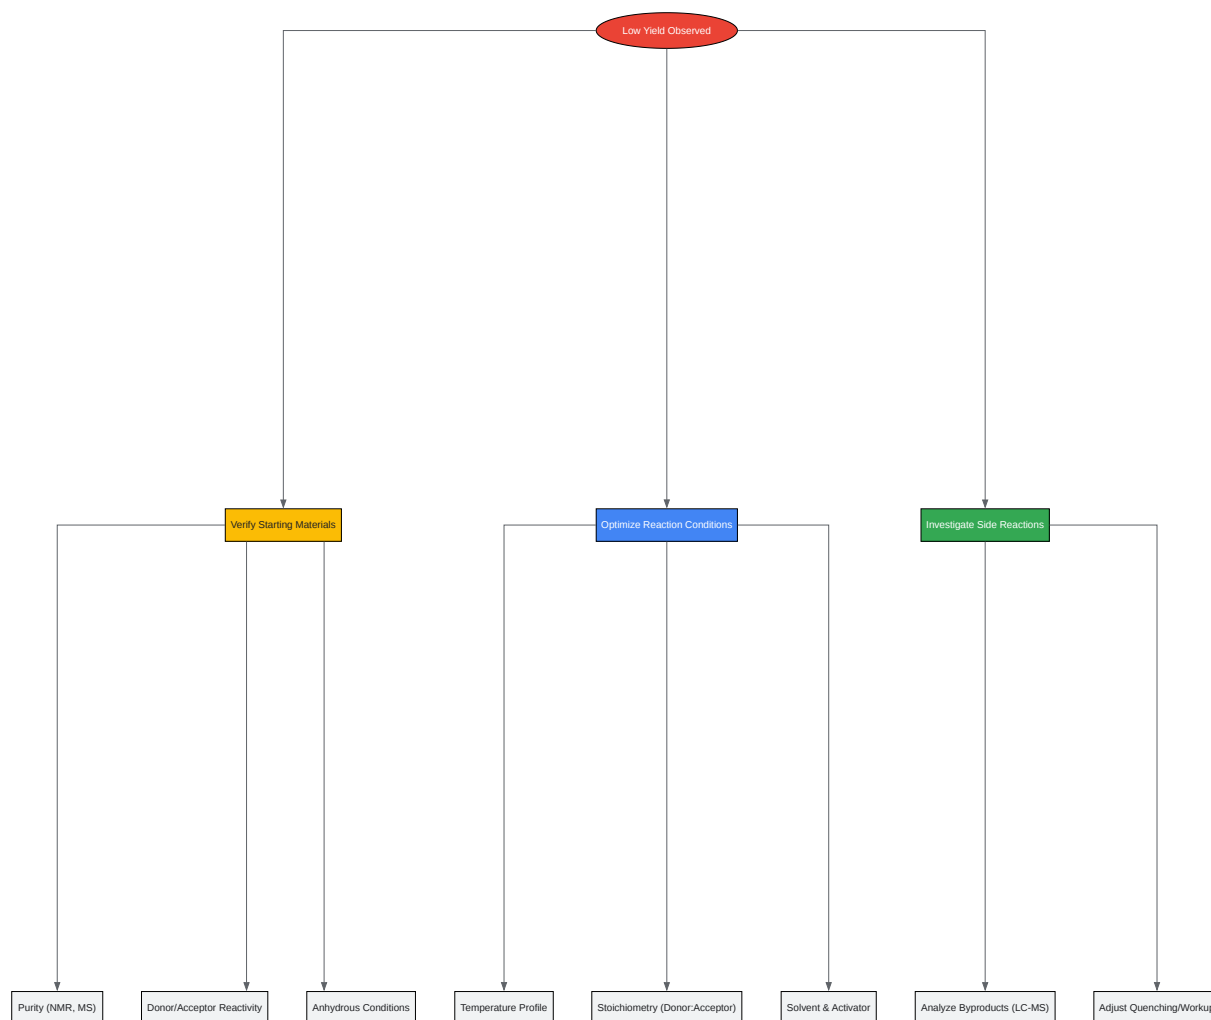 Low Yield Observed
Verify Starting Materials
Optimize Reaction Conditions
Investigate Side Reactions
Purity (NMR, MS)
Donor/Acceptor Reactivity
Anhydrous Conditions
Temperature Profile
Stoichiometry (Donor:Acceptor)
Solvent & Activator
Analyze Byproducts (LC-MS)
Adjust Quenching/Workup